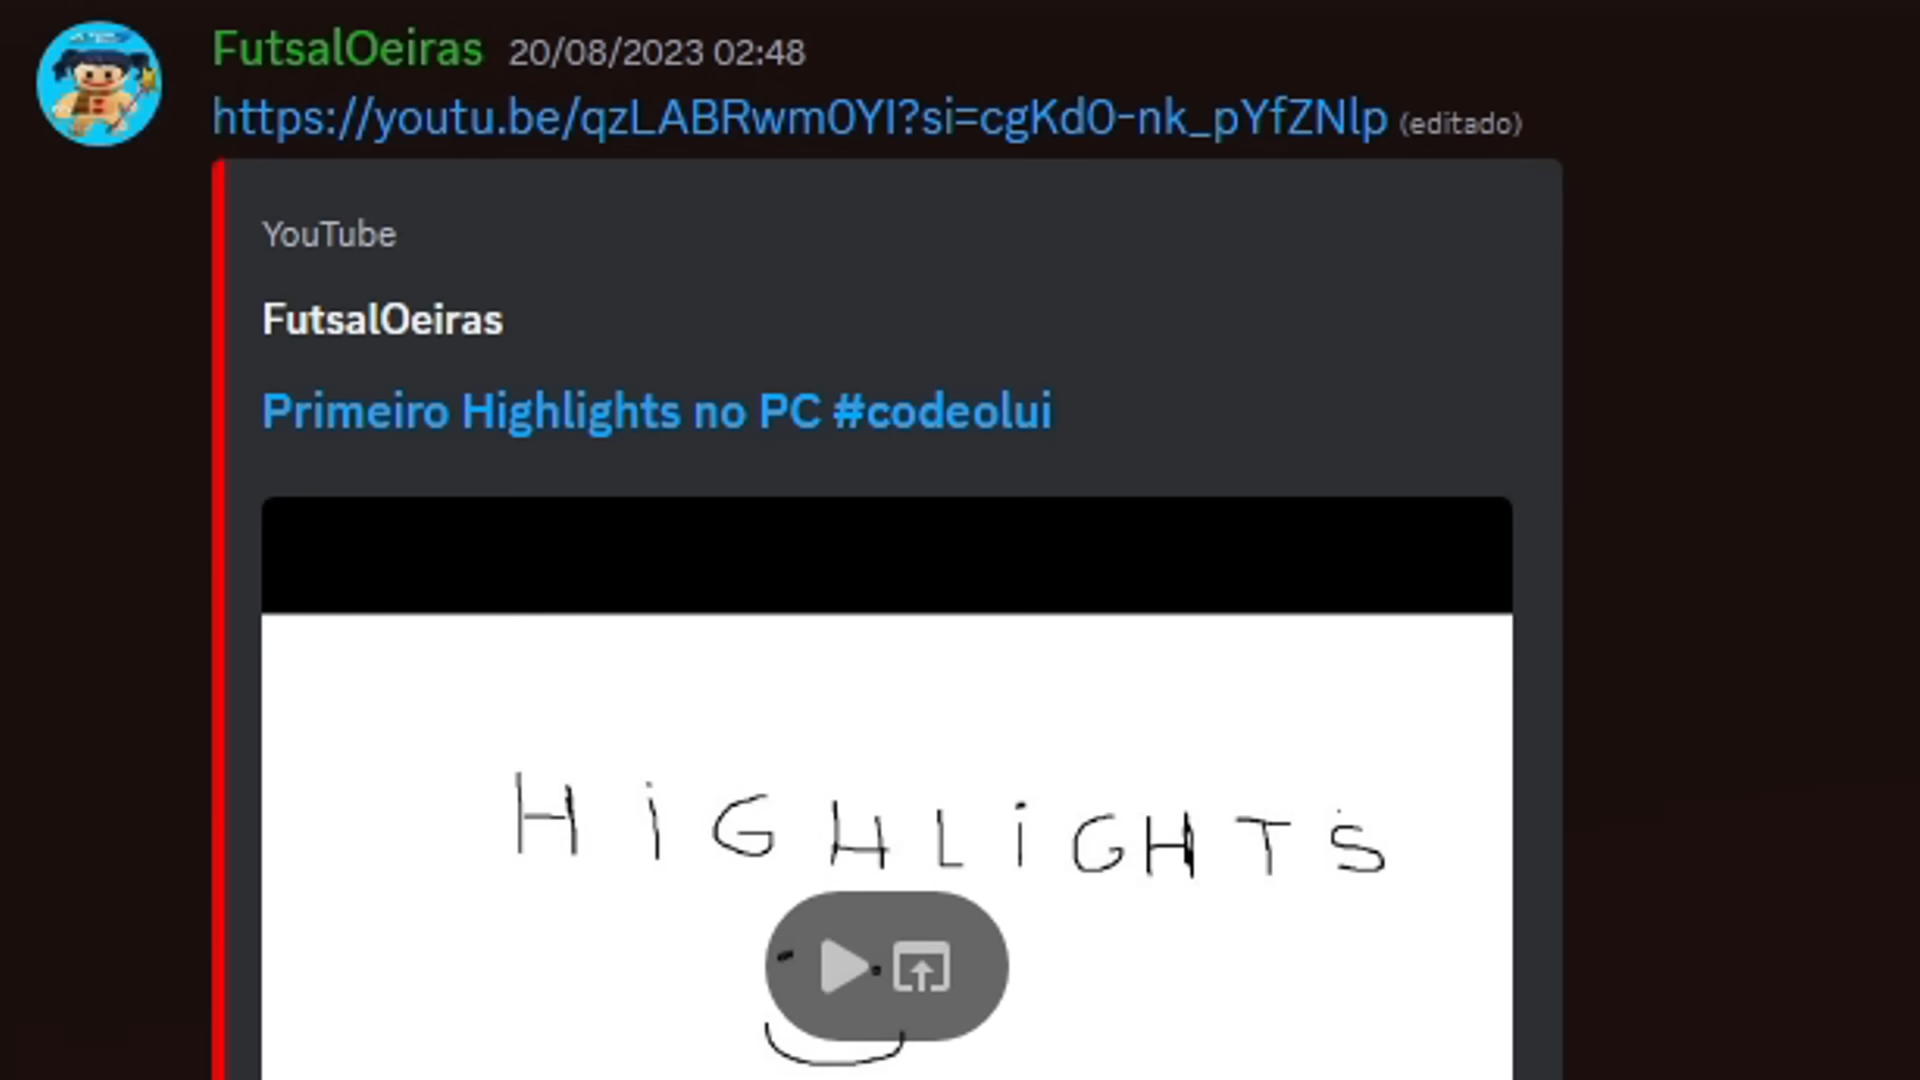 FutsalOeiras 20/08/2023 02:48
https://youtu.be/qzLABRwm0YI?si=cgKdO-nk_pYfZNlp (editado)
YouTube
FutsalOeiras
Primeiro Highlights no PC #codeolui
HiGHLiGHTS